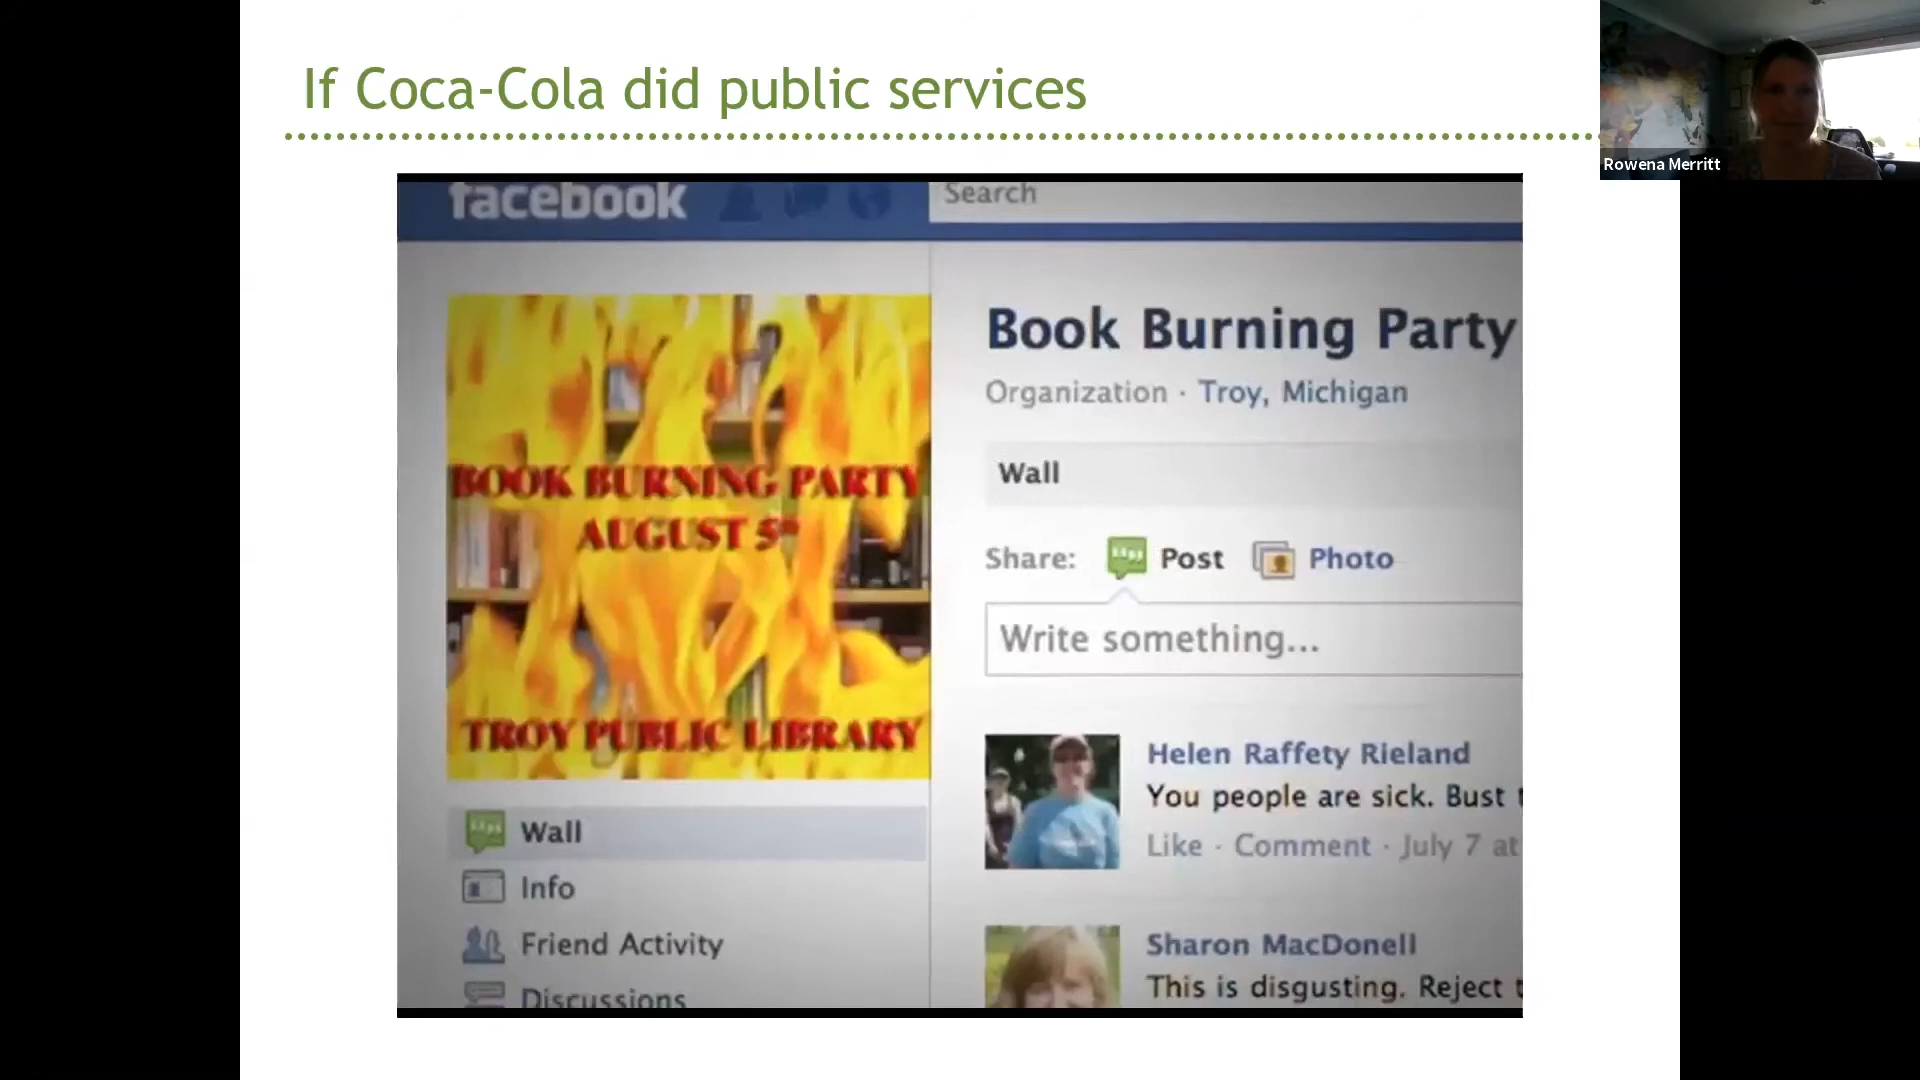 If Coca-Cola did public services
Rowena Merritt
facebook
Search
BOOK BURNING PARTY
AUGUST 5th
TROY PUBLIC LIBRARY
Wall
Info
Friend Activity
Discussions
Book Burning Party
Organization · Troy, Michigan
Wall
Share: Post Photo
Write something...
Helen Raffety Rieland
You people are sick. Bust
Like · Comment · July 7 at
Sharon MacDonell
This is disgusting. Reject